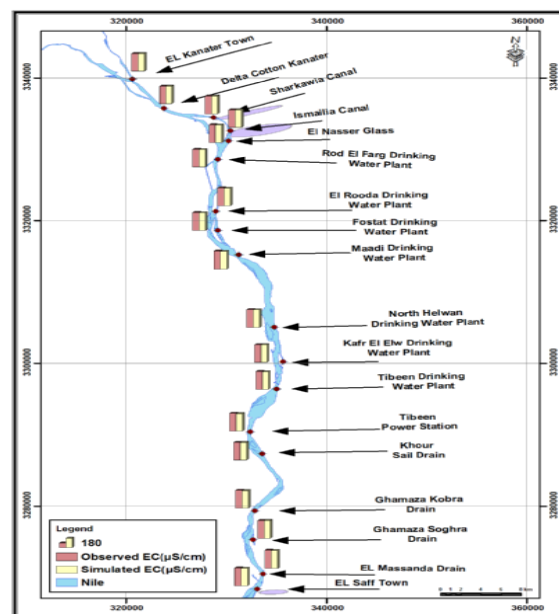 320000 340000 360000
N
3340000
3320000
3300000
3280000
EL Kanater Town
Delta Cotton Kanater
Sharkawia Canal
Ismailia Canal
El Nasser Glass
Rod El Farg Drinking
Water Plant
El Rooda Drinking
Water Plant
Fostat Drinking
Water Plant
Maadi Drinking
Water Plant
North Helwan
Drinking Water Plant
Kafr El Elw Drinking
Water Plant
Tibeen Drinking
Water Plant
Tibeen
Power Station
Khour
Sail Drain
Ghamaza Kobra
Drain
Ghamaza Soghra
Drain
EL Massanda Drain
EL Saff Town
Legend
180
Observed EC(µS/cm)
Simulated EC(µS/cm)
Nile
3340000
3320000
3300000
3280000
320000 340000 360000